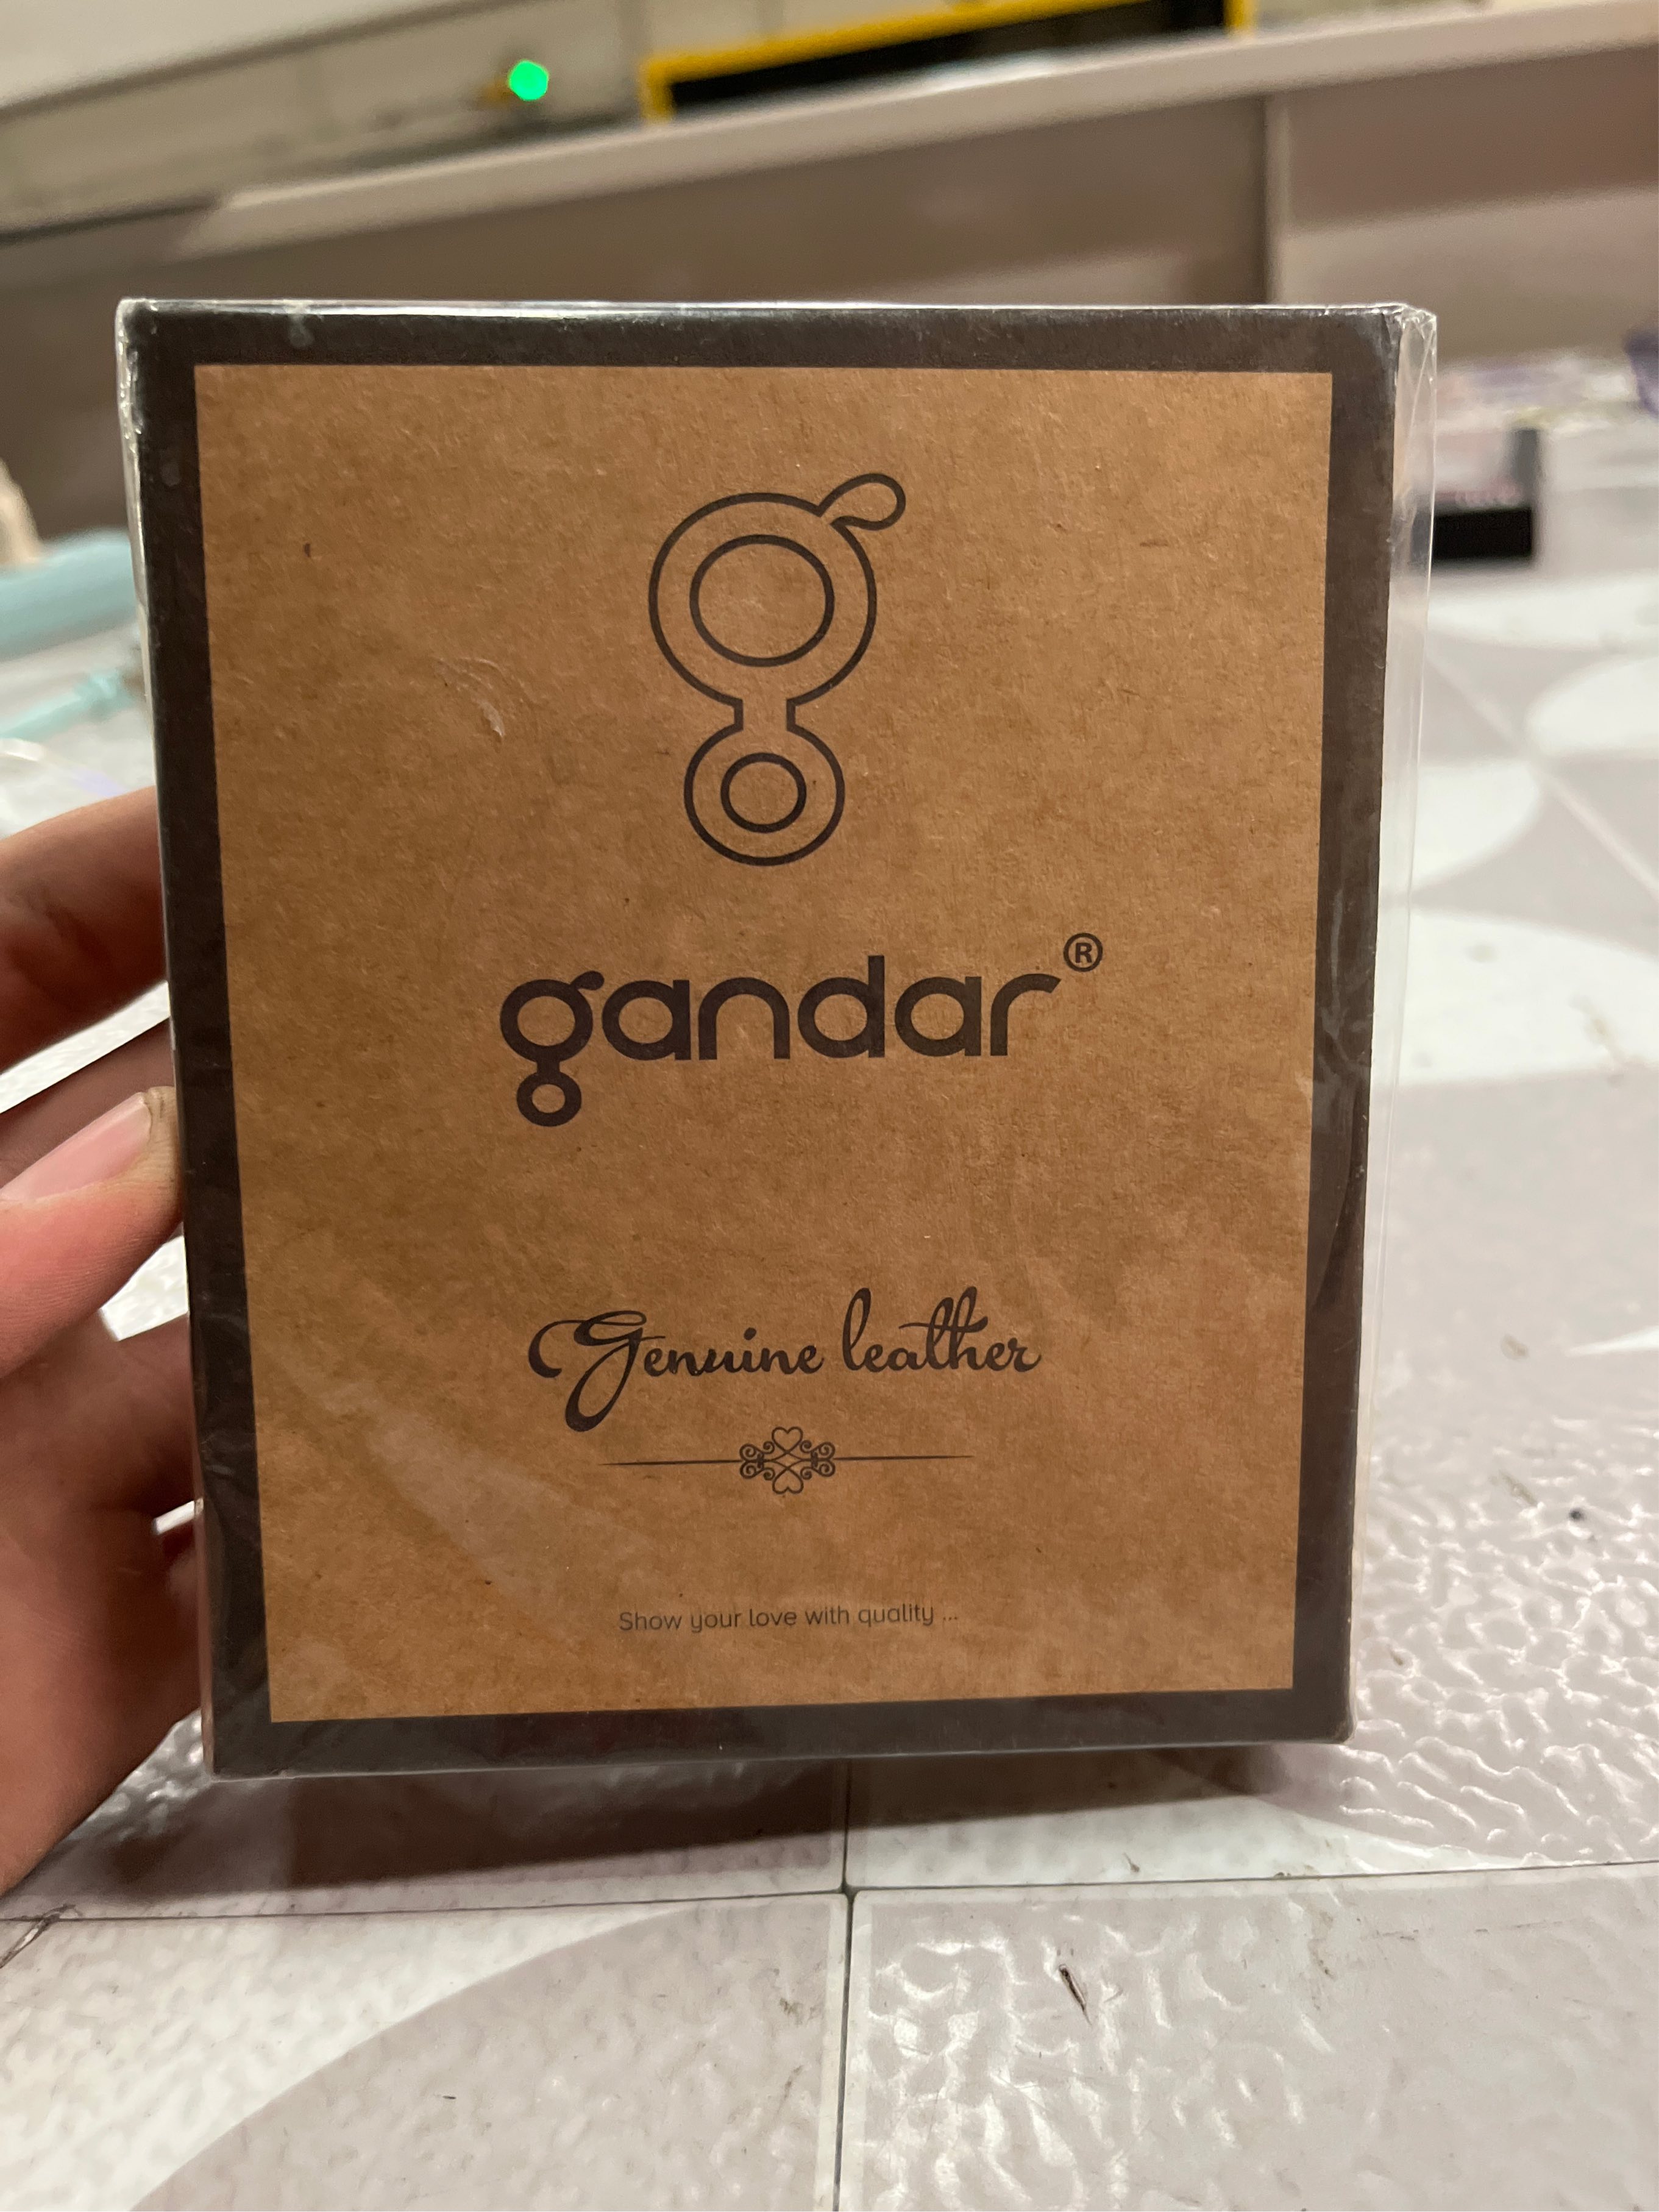 gandar®
Genuine leather
Show your love with quality ...